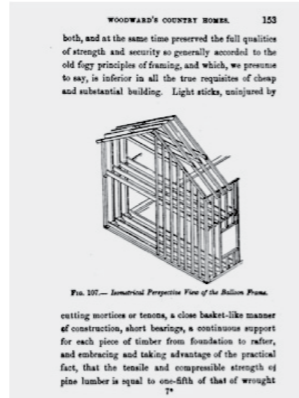 WOODWARD'S COUNTRY HOMES. 153
both, and at the same time preserved the full qualities
of strength and security so generally accorded to the
old fogy principles of framing, and which, we presume
to say, is inferior in all the true requisites of cheap
and substantial building. Light sticks, uninjured by
FIG. 107.— Isometrical Perspective View of the Balloon Frame.
cutting mortices or tenons, a close basket-like manner
of construction, short bearings, a continuous support
for each piece of timber from foundation to rafter,
and embracing and taking advantage of the practical
fact, that the tensile and compressible strength of
pine lumber is equal to one-fifth of that of wrought
7*